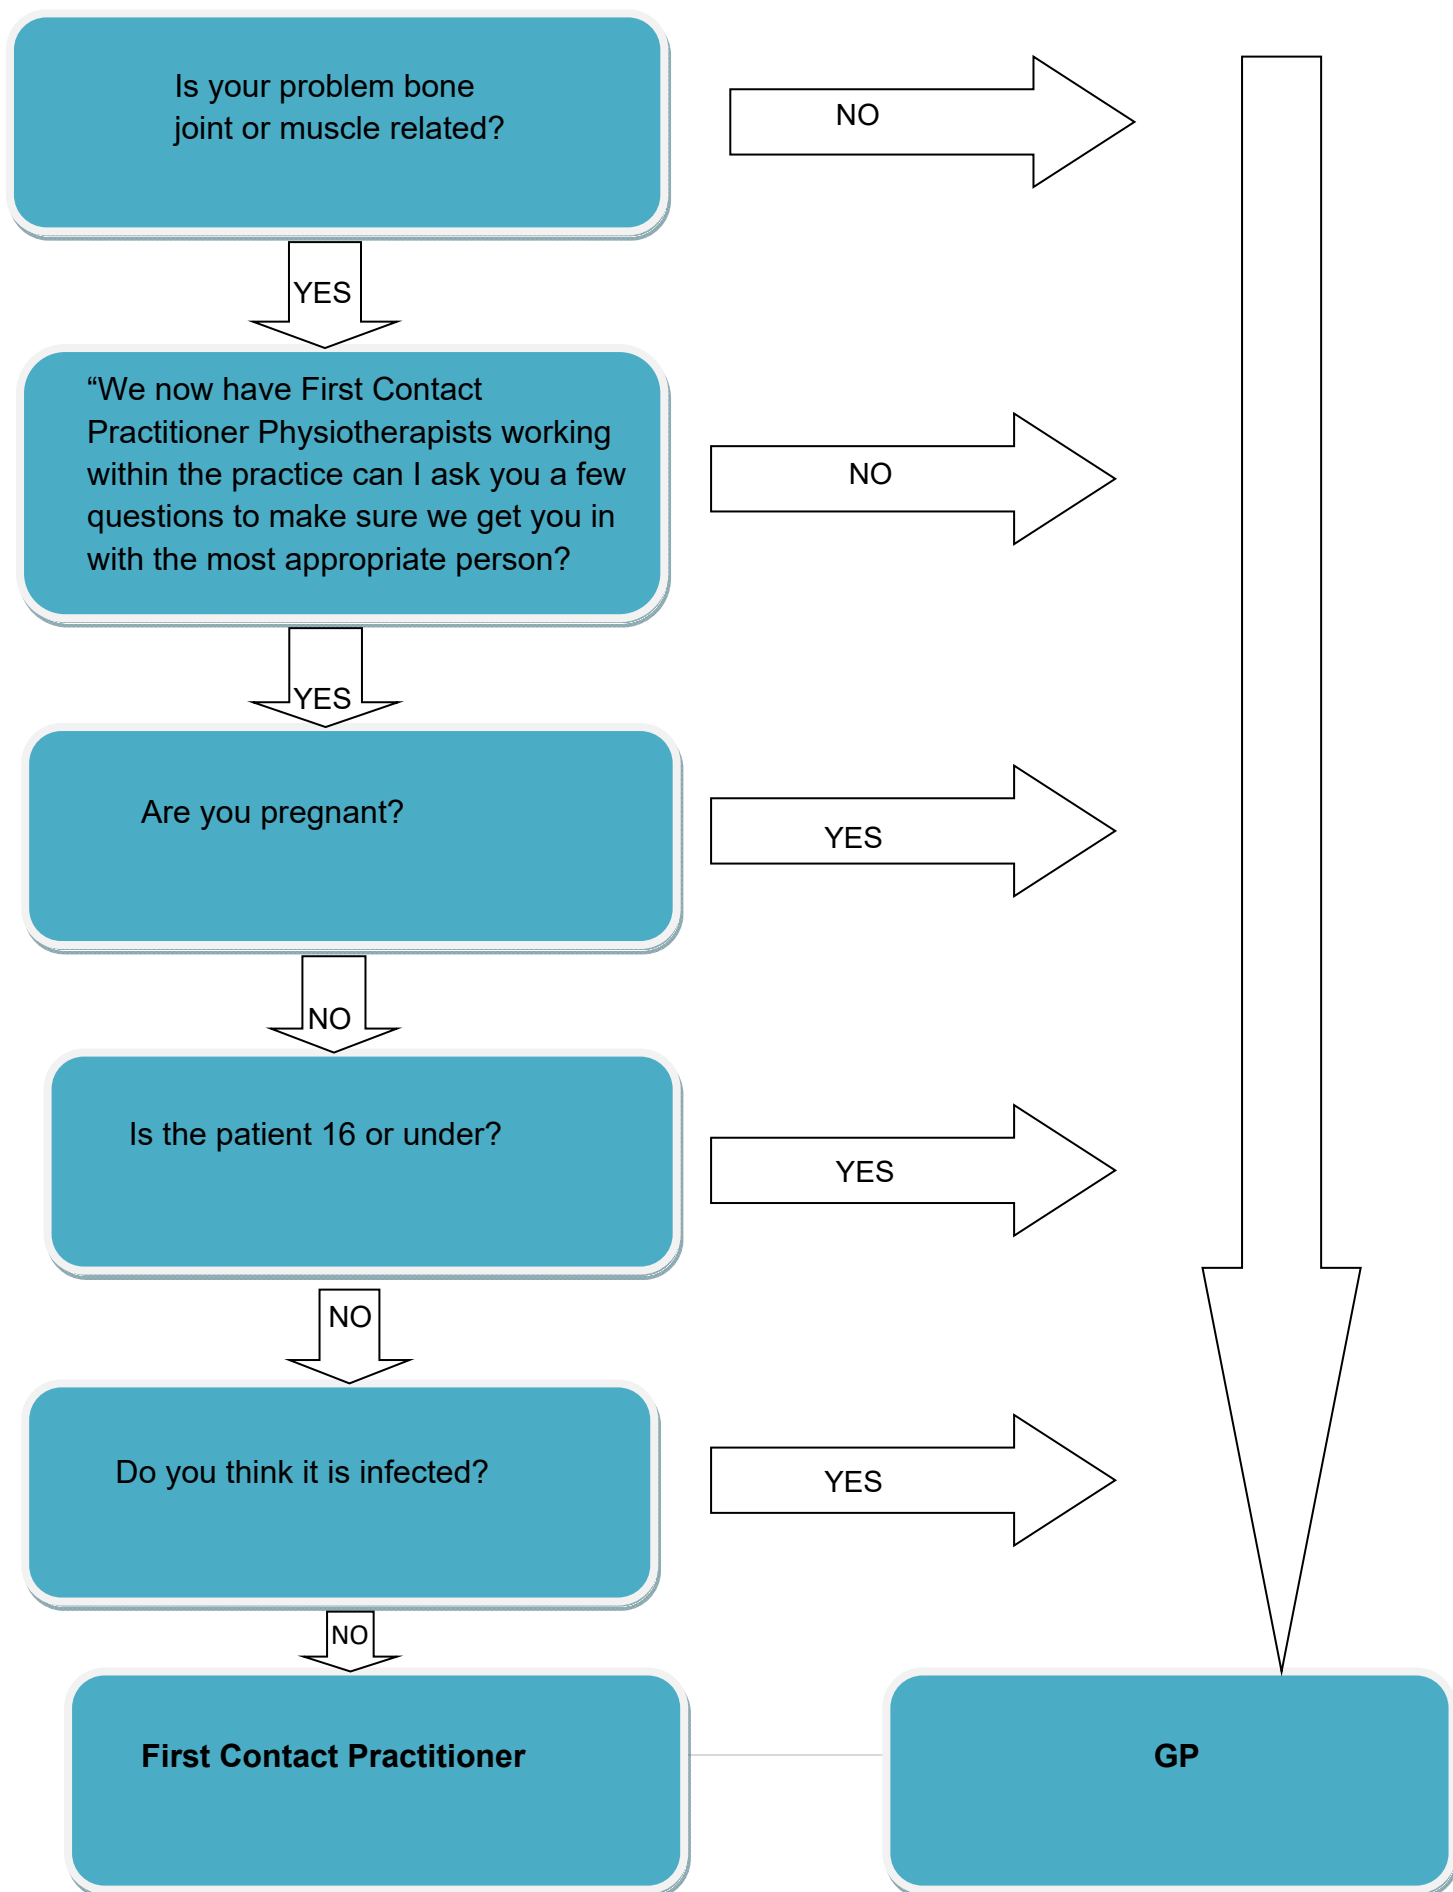 Is your problem bone
joint or muscle related?
NO
YES
“We now have First Contact
Practitioner Physiotherapists working
within the practice can I ask you a few
questions to make sure we get you in
with the most appropriate person?
NO
YES
Are you pregnant?
YES
NO
Is the patient 16 or under?
YES
NO
Do you think it is infected?
YES
NO
First Contact Practitioner
GP